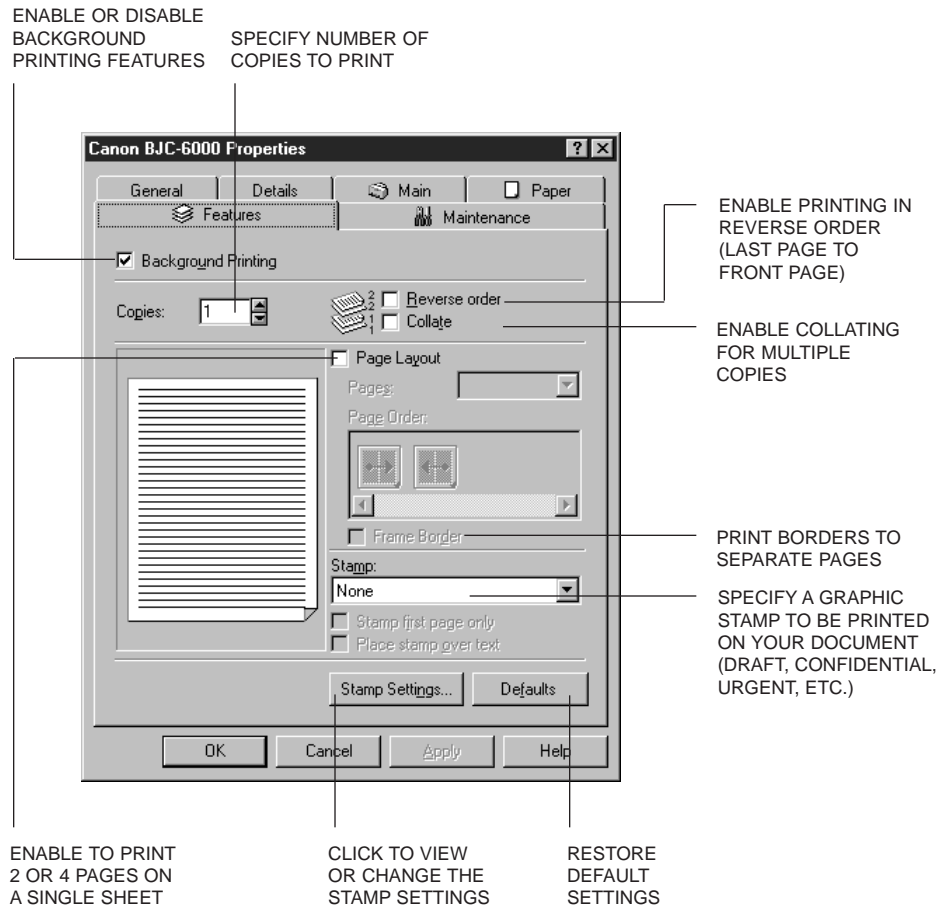 ENABLE OR DISABLE
BACKGROUND
PRINTING FEATURES
SPECIFY NUMBER OF
COPIES TO PRINT
Canon BJC-6000 Properties
General
Details
Main
Paper
Features
Maintenance
Background Printing
Copies:
1
2
2
Reverse order
1
1
Collate
Page Layout
Pages:
Page Order:
Frame Border
Stamp:
None
Stamp first page only
Place stamp over text
Stamp Settings...
Defaults
OK
Cancel
Apply
Help
ENABLE PRINTING IN
REVERSE ORDER
(LAST PAGE TO
FRONT PAGE)
ENABLE COLLATING
FOR MULTIPLE
COPIES
PRINT BORDERS TO
SEPARATE PAGES
SPECIFY A GRAPHIC
STAMP TO BE PRINTED
ON YOUR DOCUMENT
(DRAFT, CONFIDENTIAL,
URGENT, ETC.)
ENABLE TO PRINT
2 OR 4 PAGES ON
A SINGLE SHEET
CLICK TO VIEW
OR CHANGE THE
STAMP SETTINGS
RESTORE
DEFAULT
SETTINGS